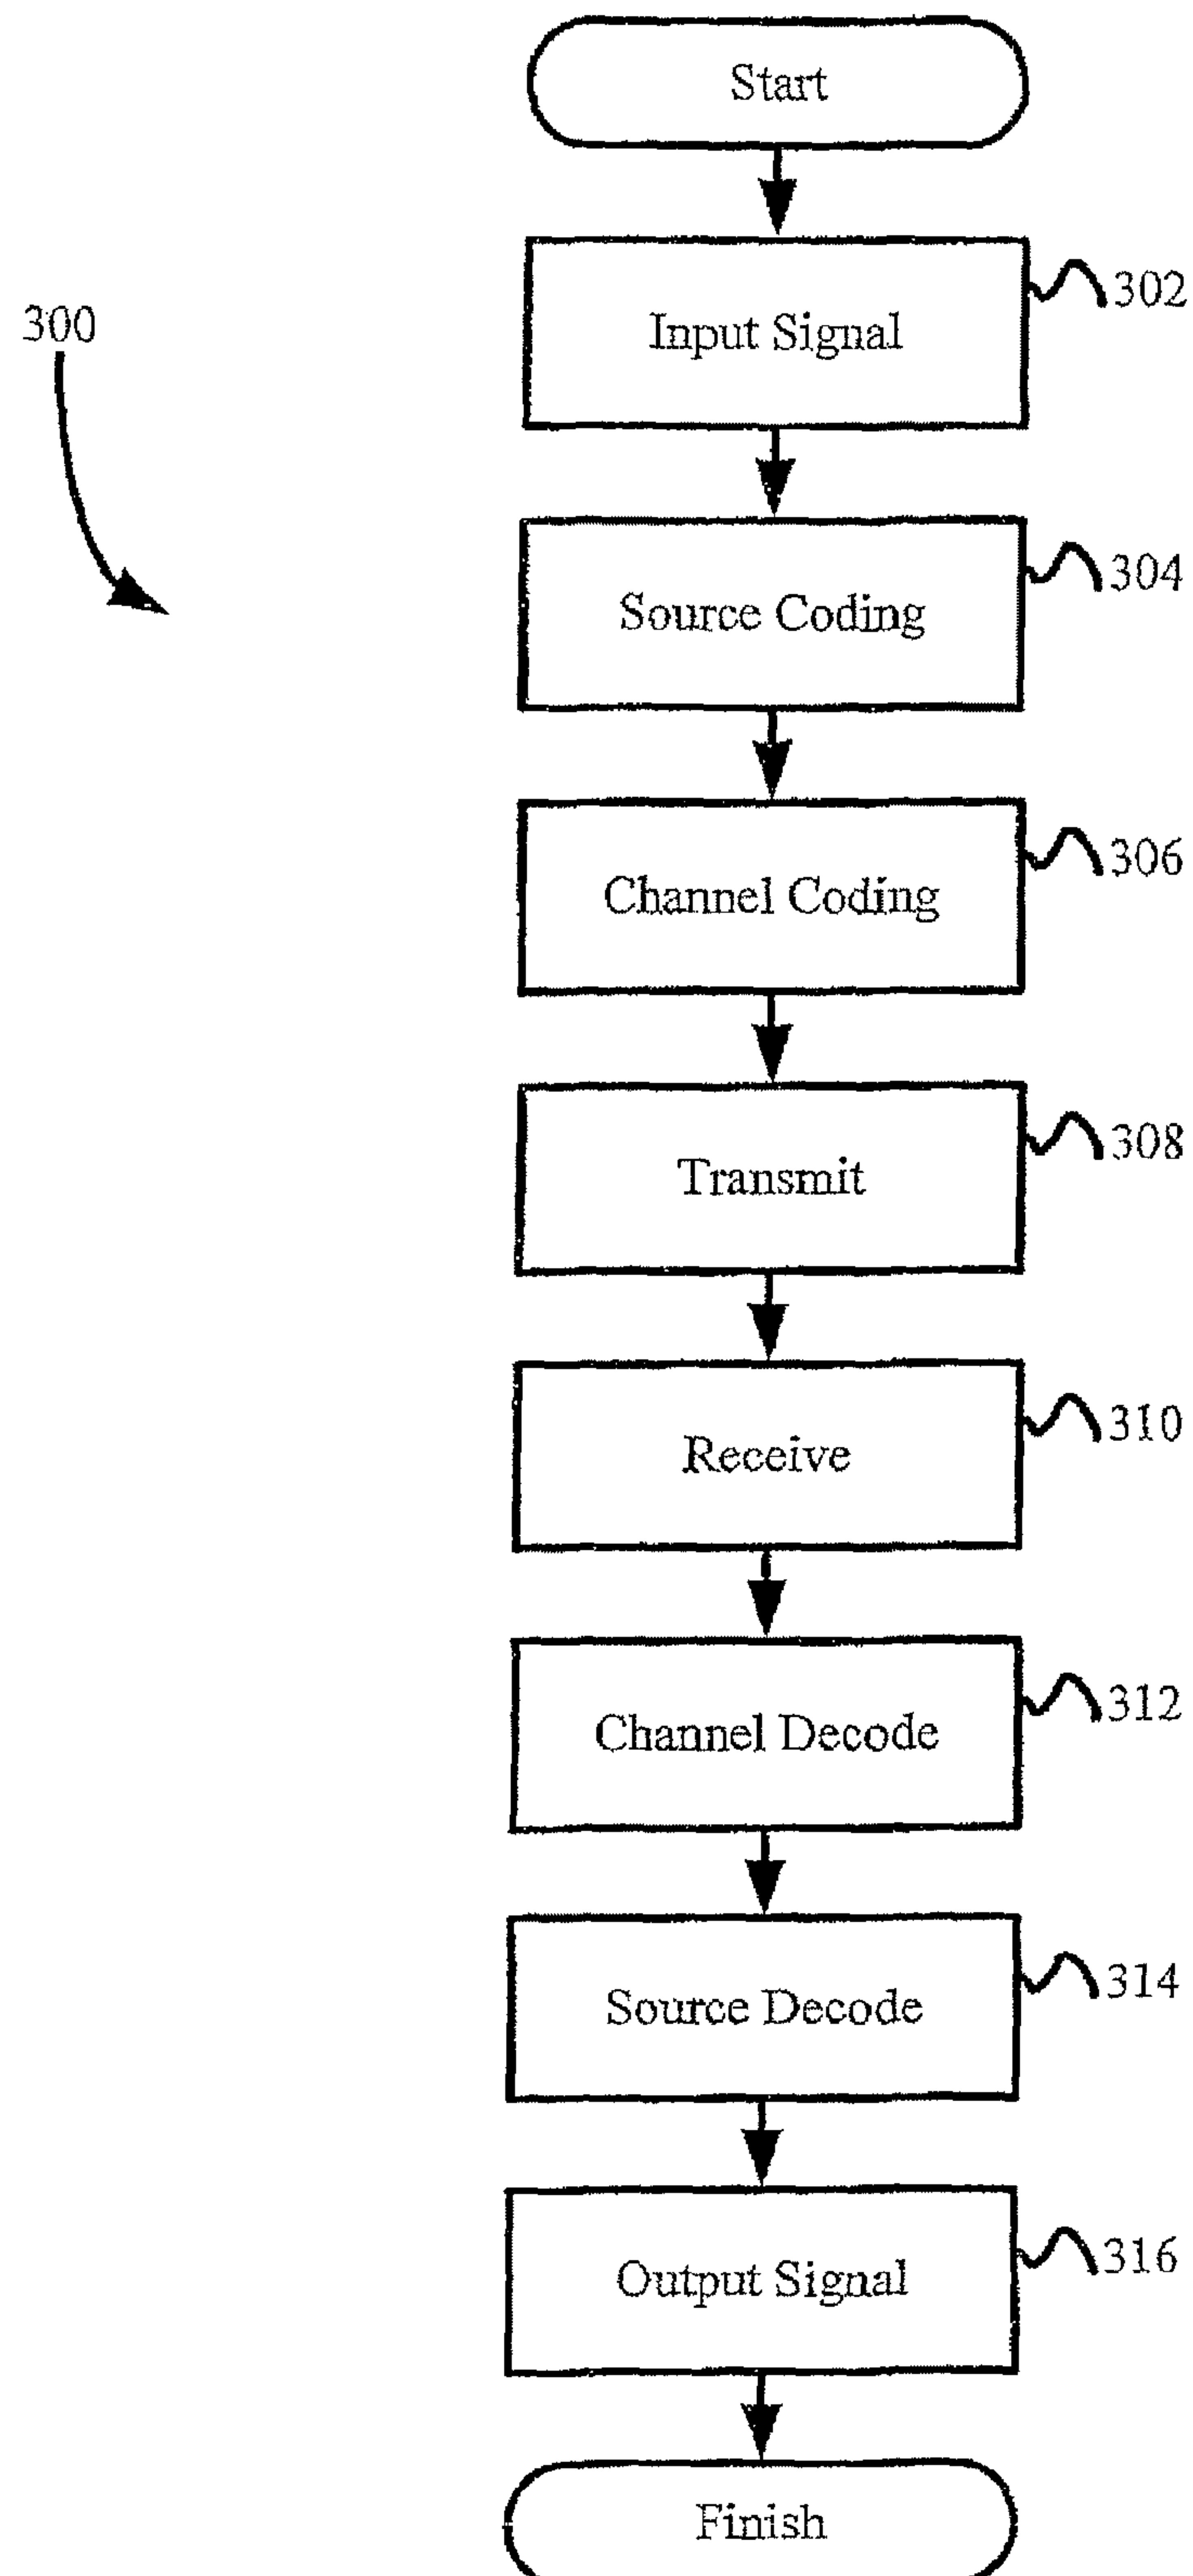 Start
302
300
Input Signal
304
Source Coding
306
Channel Coding
308
Transmit
310
Receive
312
Channel Decode
314
Source Decode
316
Output Signal
Finish